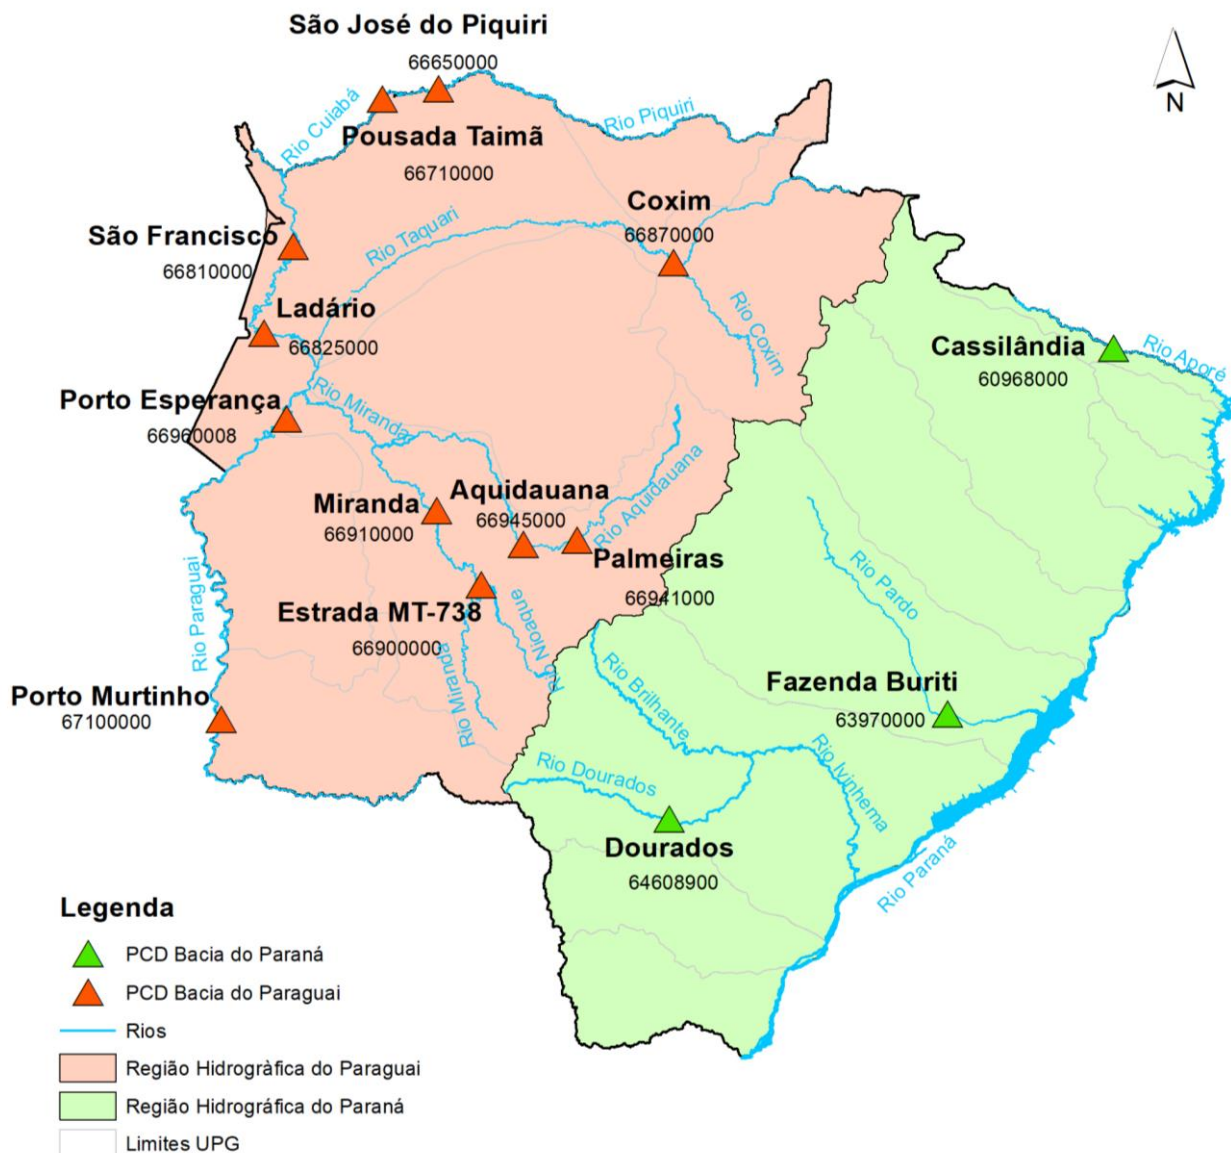 São José do Piquiri
66650000
N
Rio Cuiabá
Rio Piquiri
Pousada Taimã
66710000
Coxim
66870000
São Francisco
66810000
Rio Taquari
Ladário
66825000
Rio Coxim
Cassilândia
60968000
Rio Aporé
Porto Esperança
66960008
Rio Miranda
Miranda
66910000
Aquidauana
66945000
Rio Aquidauana
Palmeiras
66941000
Rio Paraguai
Estrada MT-738
66900000
Rio Nioaque
Rio Miranda
Rio Pardo
Porto Murtinho
67100000
Rio Brilhante
Fazenda Buriti
63970000
Rio Dourados
Rio Ivinhema
Dourados
64608900
Rio Paraná
Legenda
PCD Bacia do Paraná
PCD Bacia do Paraguai
Rios
Região Hidrogràfica do Paraguai
Região Hidrográfica do Paraná
Limites UPG